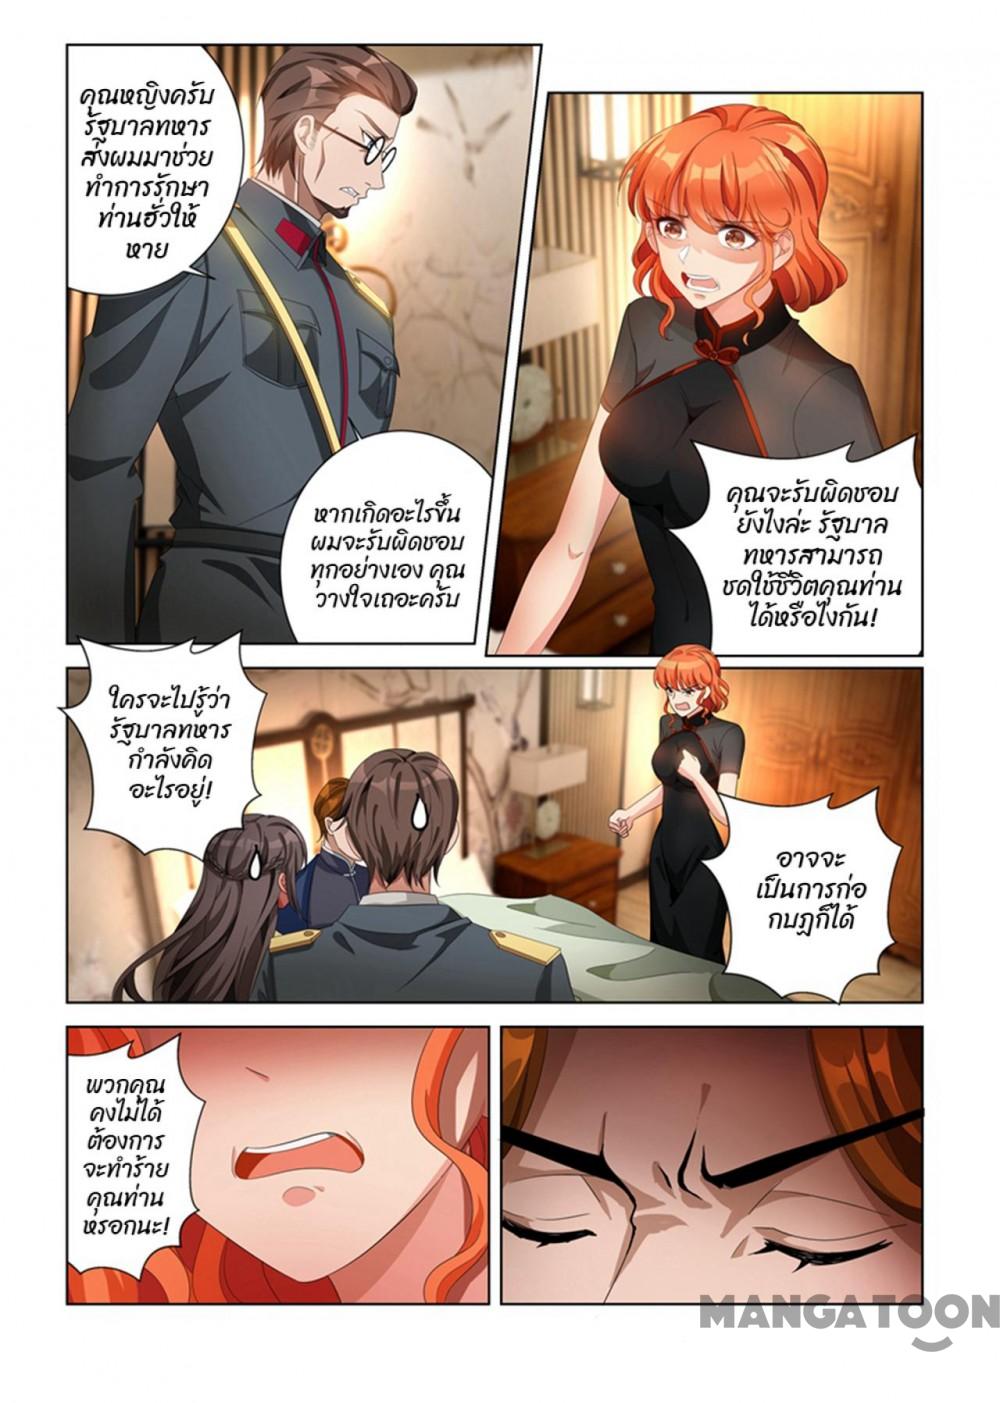 คุณหญิงครับ
รัฐบาลทหาร
ส่งผมมาช่วย
ทำการรักษา
ท่านฮั่วให้
หาย
หากเกิดอะไรขึ้น
ผมจะรับผิดชอบ
ทุกอย่างเอง คุณ
วางใจเถอะครับ
คุณจะรับผิดชอบ
ยังไงล่ะ รัฐบาล
ทหารสามารถ
ชดใช้ชีวิตคุณท่าน
ได้หรือไงกัน!
ใครจะไปรู้ว่า
รัฐบาลทหาร
กำลังคิด
อะไรอยู่!
อาจจะ
เป็นการก่อ
กบฏก็ได้
พวกคุณ
คงไม่ได้
ต้องการ
จะทำร้าย
คุณท่าน
หรอกนะ!
MANGATOON